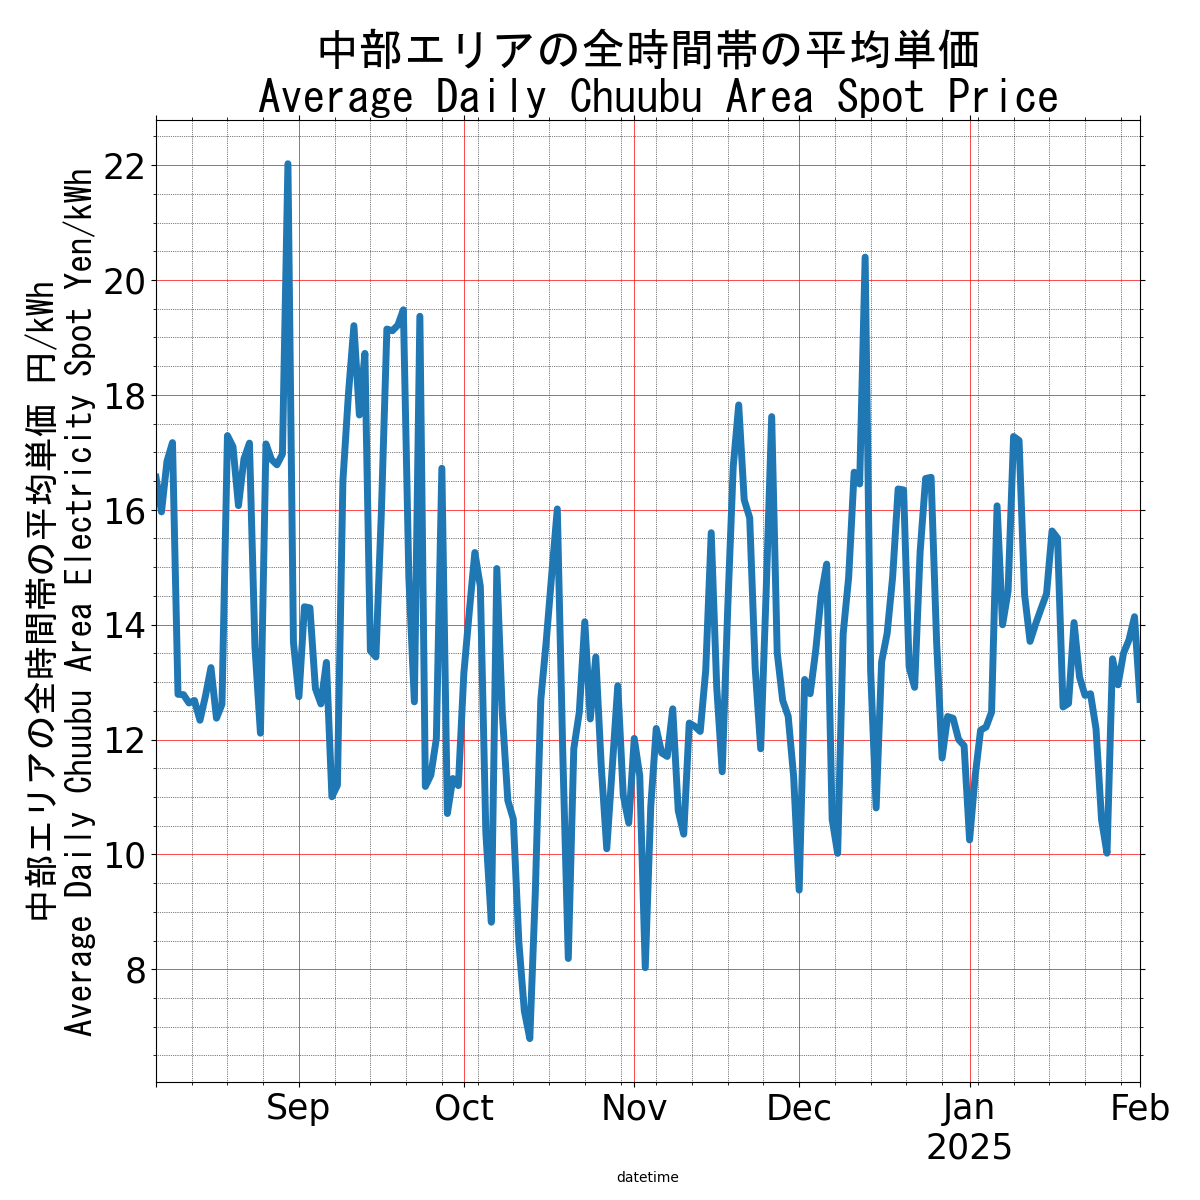 中部エリアの全時間帯の平均単価
Average Daily Chuubu Area Spot Price
中部エリアの全時間帯の平均単価 円/kWh
Average Daily Chuubu Area Electricity Spot Yen/kWh
22
20
18
16
14
12
10
8
Sep
Oct
Nov
Dec
Jan
2025
Feb
datetime